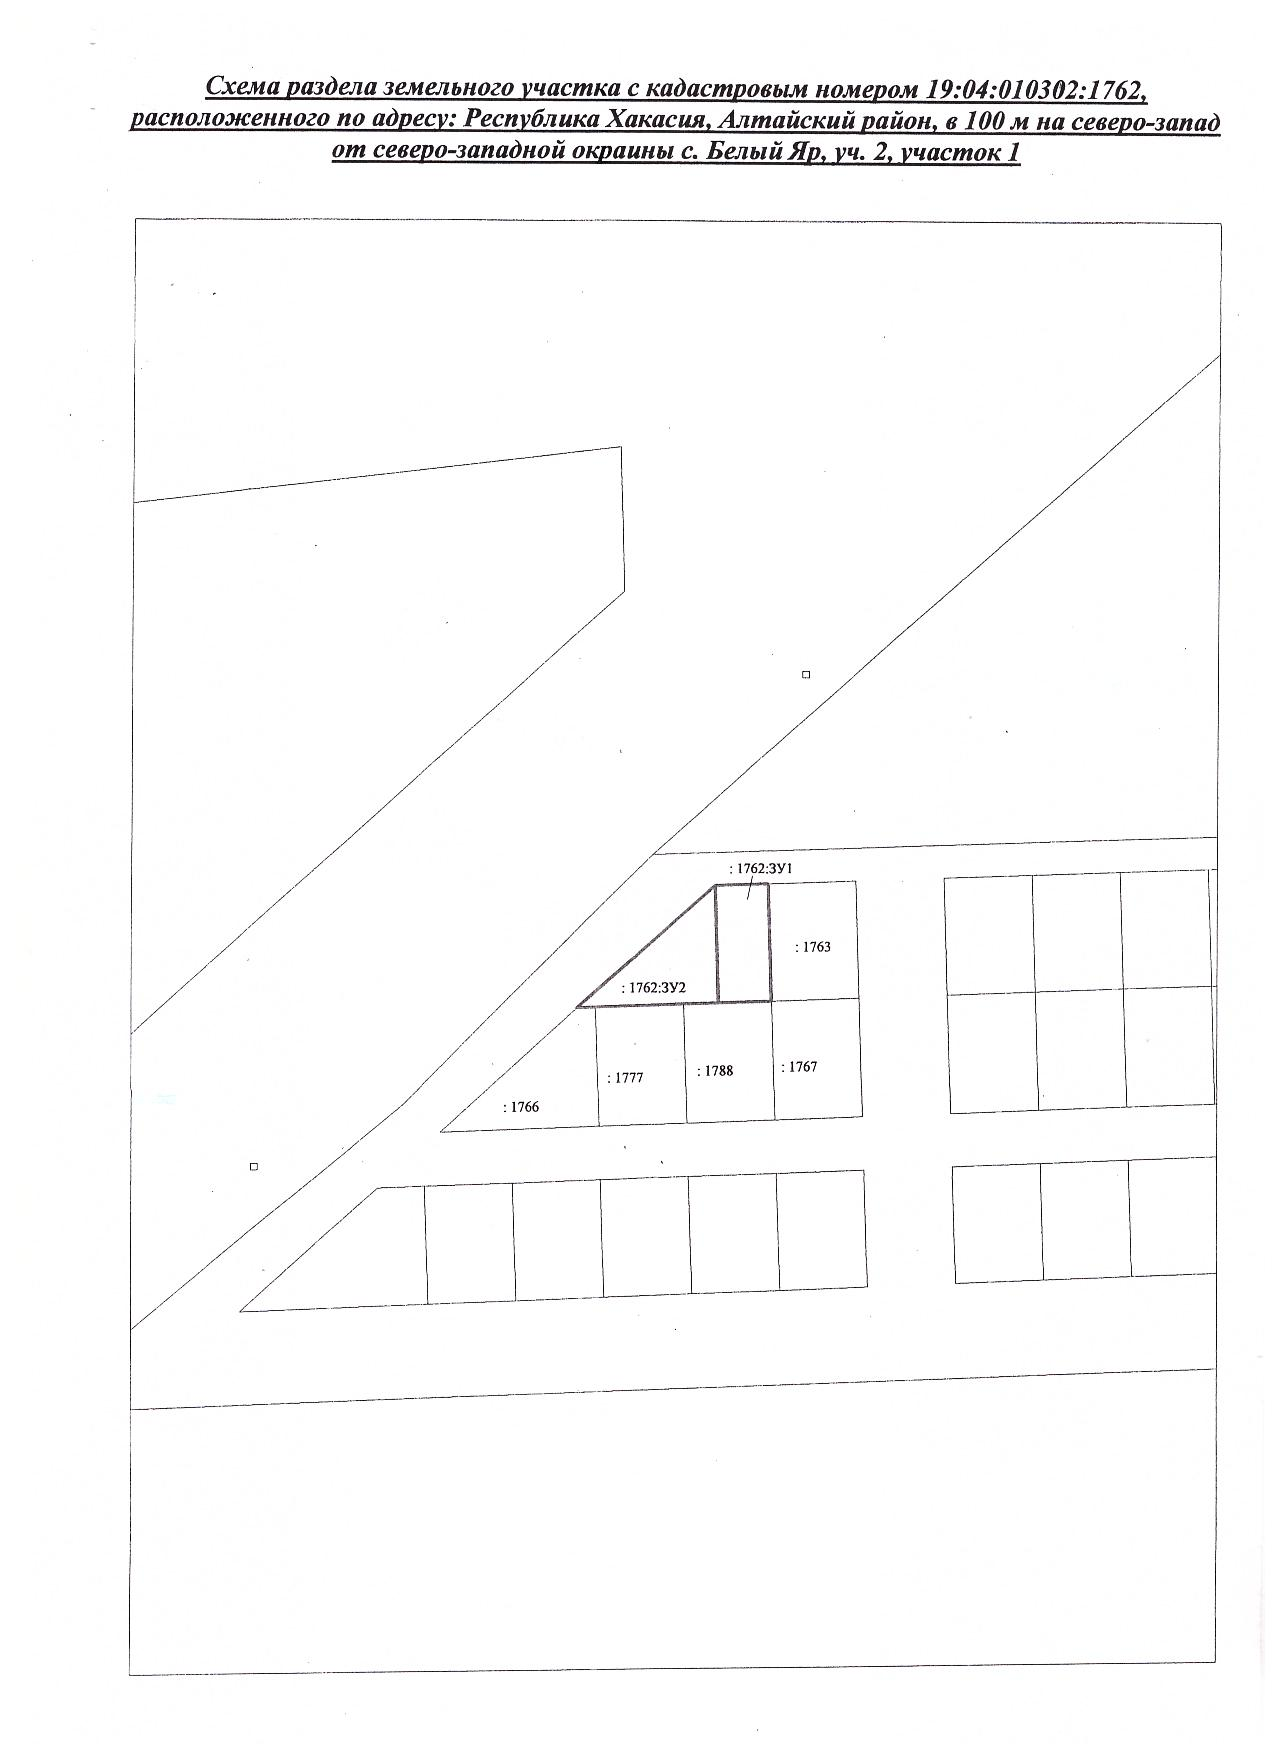 Схема раздела земельного участка с кадастровым номером 19:04:010302:1762,
расположенного по адресу: Республика Хакасия, Алтайский район, в 100 м на северо-запад
от северо-западной окраины с. Белый Яр, уч. 2, участок 1
: 1762:ЗУ1
: 1763
: 1762:ЗУ2
: 1777
: 1788
: 1767
: 1766